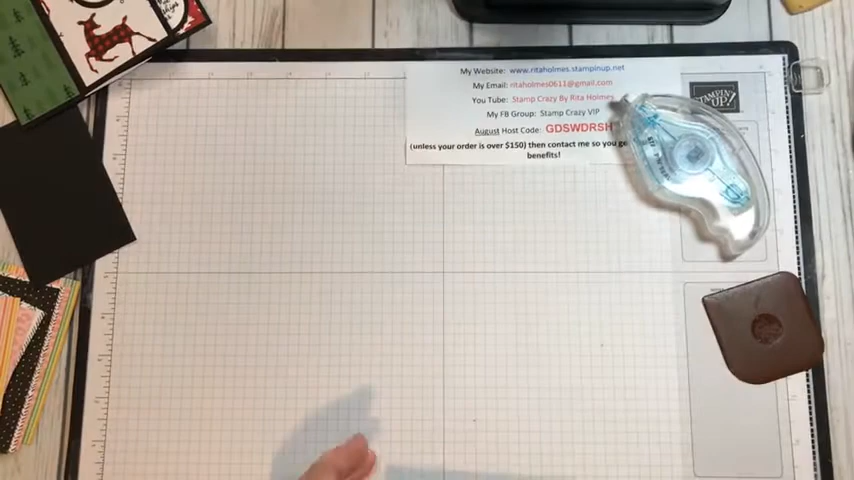 My Website: www.ritaholmes.stampinup.net
My Email: ritaholmes0611@gmail.com
You Tube: Stamp Crazy By Rita Holmes
My FB Group: Stamp Crazy VIP
August Host Code: GDSWDRSH
(unless your order is over $150) then contact me so you ge
benefits!
STAMPIN' UP!